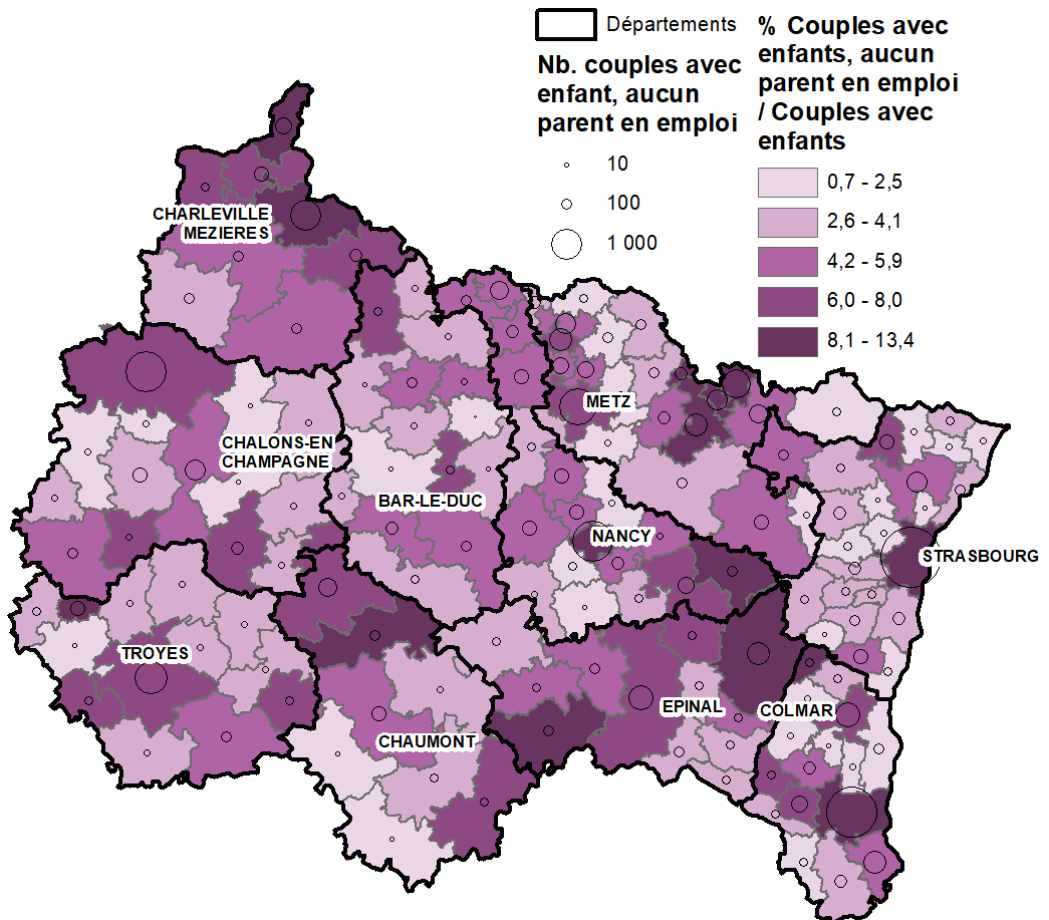 Départements
Nb. couples avec
enfant, aucun
parent en emploi
10
100
1 000
% Couples avec
enfants, aucun
parent en emploi
/ Couples avec
enfants
0,7 - 2,5
2,6 - 4,1
4,2 - 5,9
6,0 - 8,0
8,1 - 13,4
CHARLEVILLE
MEZIERES
METZ
CHALONS-EN
CHAMPAGNE
BAR-LE-DUC
NANCY
STRASBOURG
TROYES
EPINAL
COLMAR
CHAUMONT